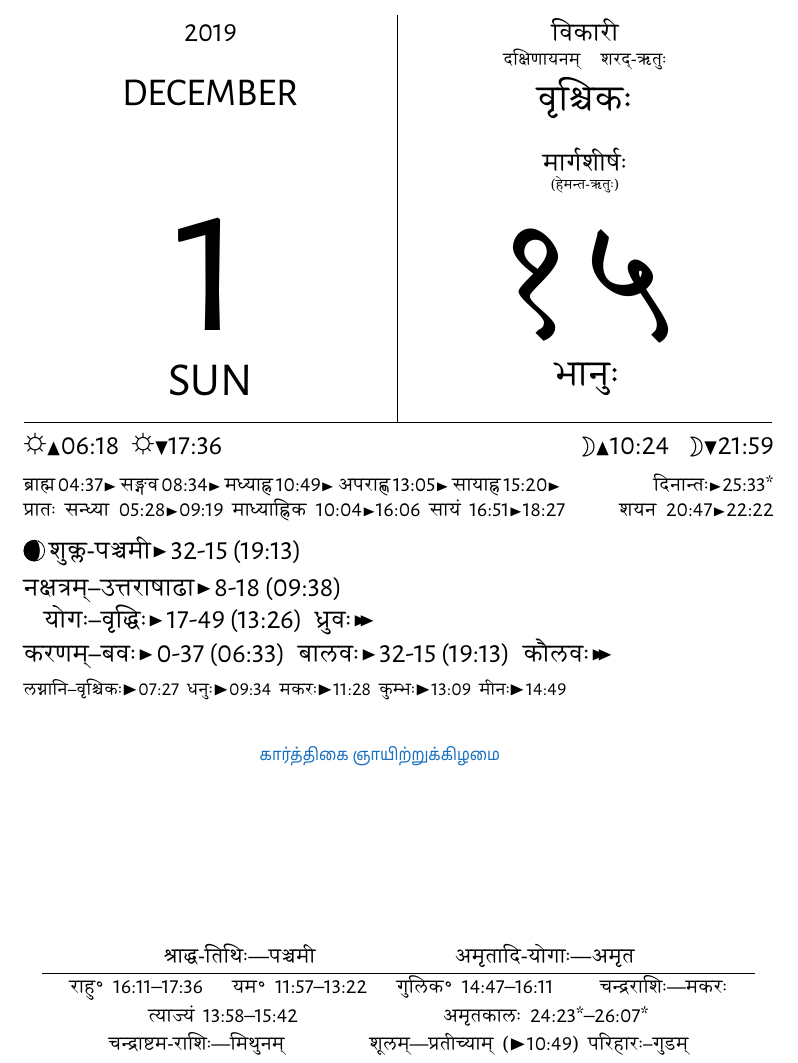 2019
DECEMBER
1
SUN
विकारी
दक्षिणायनम् शरद्-ऋतुः
वृश्चिकः
मार्गशीर्षः
(हेमन्त-ऋतुः)
१५
भानुः
☼▲06:18 ☼▼17:36 ☽▲10:24 ☽▼21:59
ब्राह्म 04:37► सङ्गव 08:34► मध्याह्न 10:49► अपराह्ण 13:05► सायाह्न 15:20► दिनान्तः►25:33*
प्रातः सन्ध्या 05:28►09:19 माध्याह्निक 10:04►16:06 सायं 16:51►18:27 शयन 20:47►22:22
शुक्ल-पञ्चमी►32-15 (19:13)
नक्षत्रम्–उत्तराषाढा►8-18 (09:38)
योगः–वृद्धिः►17-49 (13:26) ध्रुवः►►
करणम्–बवः►0-37 (06:33) बालवः►32-15 (19:13) कौलवः►►
लग्नानि–वृश्चिकः►07:27 धनुः►09:34 मकरः►11:28 कुम्भः►13:09 मीनः►14:49
கார்த்திகை ஞாயிற்றுக்கிழமை
श्राद्ध-तिथिः—पञ्चमी अमृतादि-योगाः—अमृत
राहु॰ 16:11–17:36 यम॰ 11:57–13:22 गुलिक॰ 14:47–16:11 चन्द्रराशिः—मकरः
त्याज्यं 13:58–15:42 अमृतकालः 24:23*–26:07*
चन्द्राष्टम-राशिः—मिथुनम् शूलम्—प्रतीच्याम् (►10:49) परिहारः–गुडम्